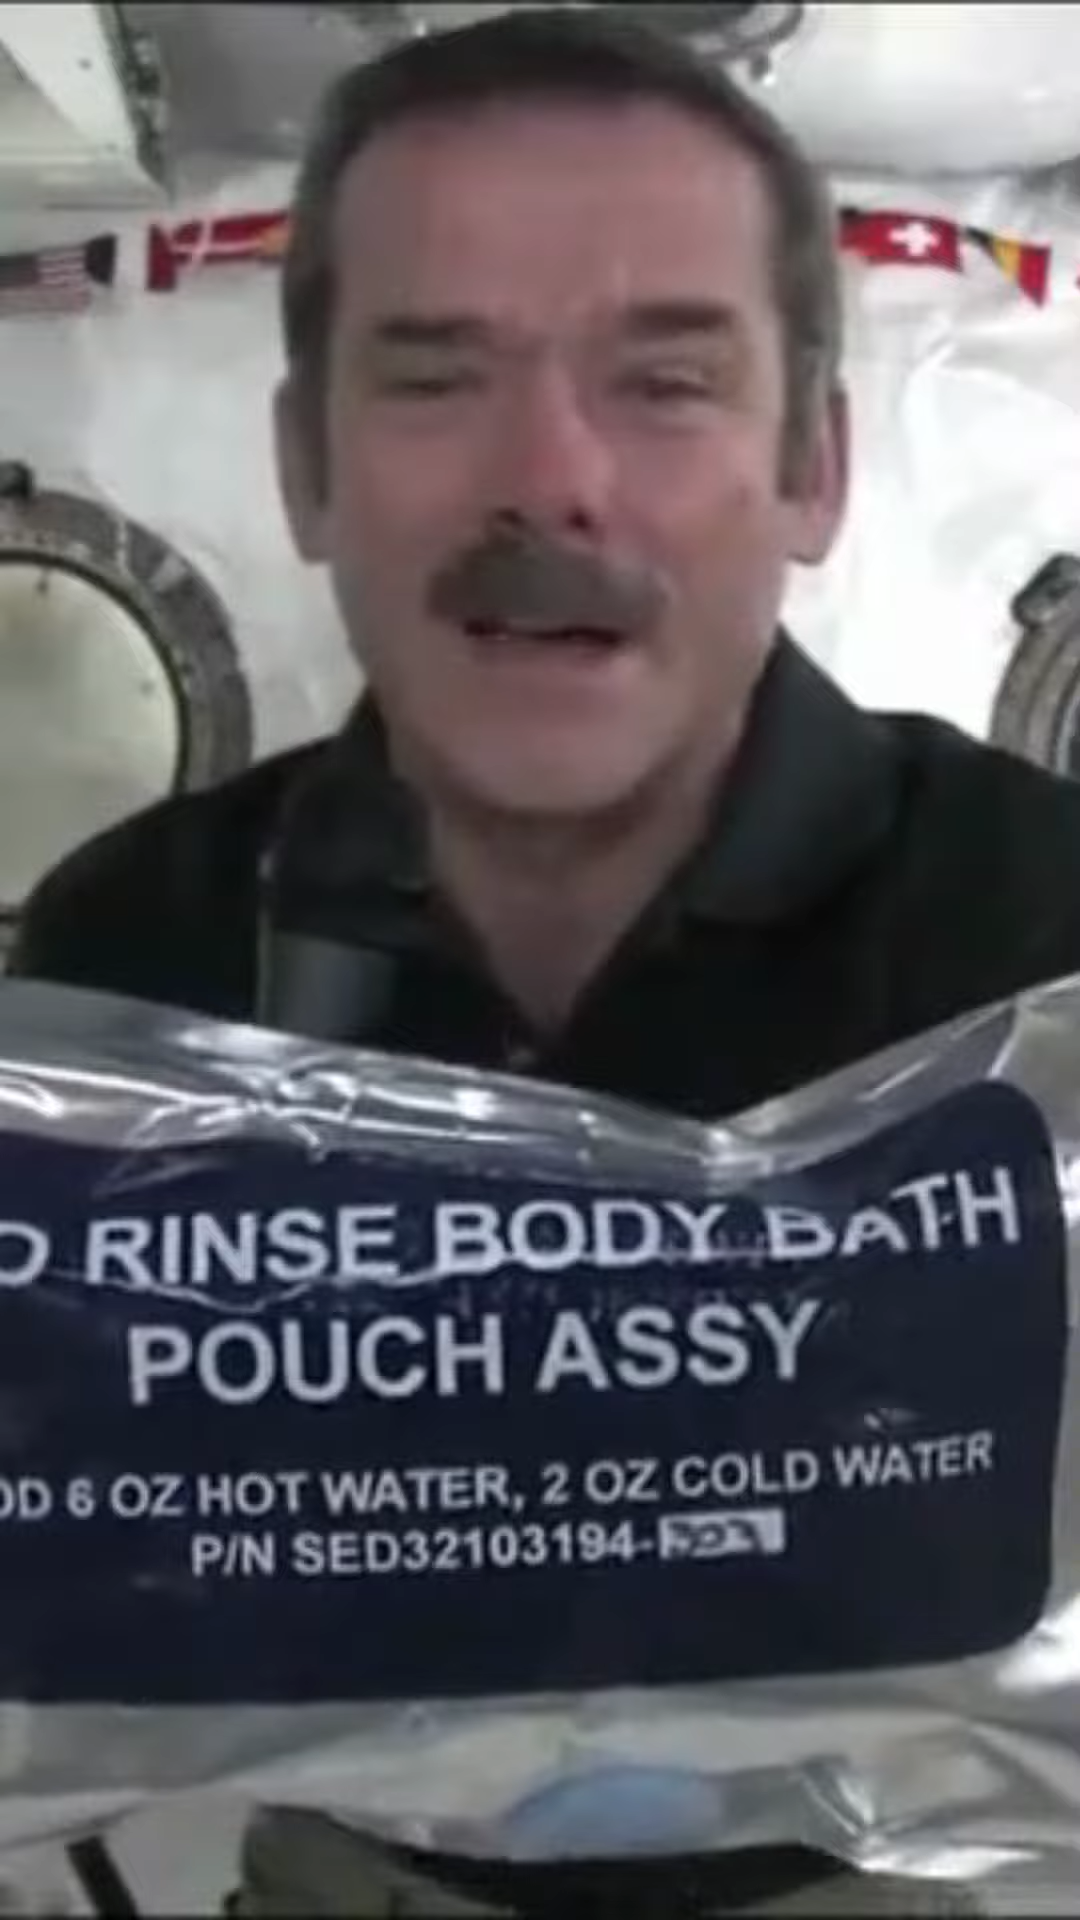 RINSE BODY BATH
POUCH ASSY
6 OZ HOT WATER, 2 OZ COLD WATER
P/N SED32103194-